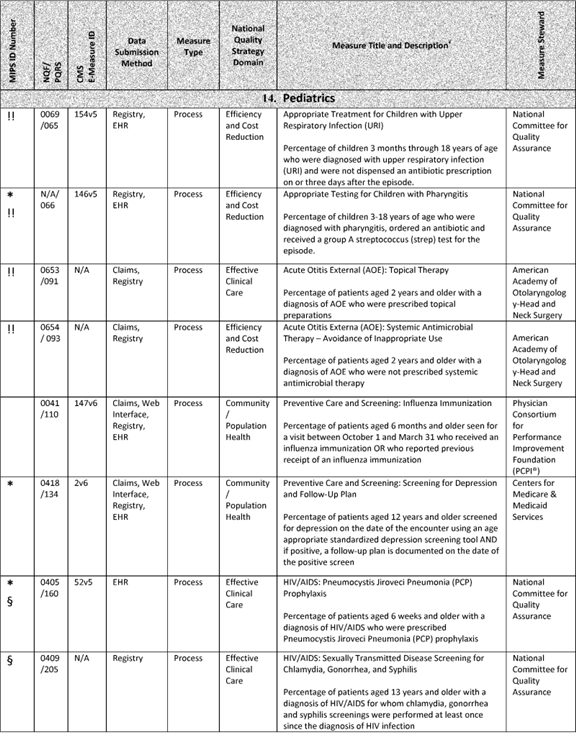 MIPS ID Number
NQF/
PQRS
CMS
E-Measure ID
Data
Submission
Method
Measure
Type
National
Quality
Strategy
Domain
Measure Title and Description
Measure Steward
14. Pediatrics
!!
0069
/065
154v5
Registry,
EHR
Process
Efficiency
and Cost
Reduction
Appropriate Treatment for Children with Upper
Respiratory Infection (URI)
Percentage of children 3 months through 18 years of age
who were diagnosed with upper respiratory infection
(URI) and were not dispensed an antibiotic prescription
on or three days after the episode.
National
Committee for
Quality
Assurance
*
!!
N/A/
066
146v5
Registry,
EHR
Process
Efficiency
and Cost
Reduction
Appropriate Testing for Children with Pharyngitis
Percentage of children 3-18 years of age who were
diagnosed with pharyngitis, ordered an antibiotic and
received a group A streptococcus (strep) test for the
episode.
National
Committee for
Quality
Assurance
!!
0653
/091
N/A
Claims,
Registry
Process
Effective
Clinical
Care
Acute Otitis External (AOE): Topical Therapy
Percentage of patients aged 2 years and older with a
diagnosis of AOE who were prescribed topical
preparations
American
Academy of
Otolaryngolog
y-Head and
Neck Surgery
!!
0654
/ 093
N/A
Claims,
Registry
Process
Efficiency
and Cost
Reduction
Acute Otitis Externa (AOE): Systemic Antimicrobial
Therapy – Avoidance of Inappropriate Use
Percentage of patients aged 2 years and older with a
diagnosis of AOE who were not prescribed systemic
antimicrobial therapy
American
Academy of
Otolaryngolog
y-Head and
Neck Surgery
0041
/110
147v6
Claims, Web
Interface,
Registry,
EHR
Process
Community
/
Population
Health
Preventive Care and Screening: Influenza Immunization
Percentage of patients aged 6 months and older seen for
a visit between October 1 and March 31 who received an
influenza immunization OR who reported previous
receipt of an influenza immunization
Physician
Consortium
for
Performance
Improvement
Foundation
(PCPI®)
*
0418
/134
2v6
Claims, Web
Interface,
Registry,
EHR
Process
Community
/
Population
Health
Preventive Care and Screening: Screening for Depression
and Follow-Up Plan
Percentage of patients aged 12 years and older screened
for depression on the date of the encounter using an age
appropriate standardized depression screening tool AND
if positive, a follow-up plan is documented on the date of
the positive screen
Centers for
Medicare &
Medicaid
Services
*
§
0405
/160
52v5
EHR
Process
Effective
Clinical
Care
HIV/AIDS: Pneumocystis Jiroveci Pneumonia (PCP)
Prophylaxis
Percentage of patients aged 6 weeks and older with a
diagnosis of HIV/AIDS who were prescribed
Pneumocystis Jiroveci Pneumonia (PCP) prophylaxis
National
Committee for
Quality
Assurance
§
0409
/205
N/A
Registry
Process
Effective
Clinical
Care
HIV/AIDS: Sexually Transmitted Disease Screening for
Chlamydia, Gonorrhea, and Syphilis
Percentage of patients aged 13 years and older with a
diagnosis of HIV/AIDS for whom chlamydia, gonorrhea
and syphilis screenings were performed at least once
since the diagnosis of HIV infection
National
Committee for
Quality
Assurance